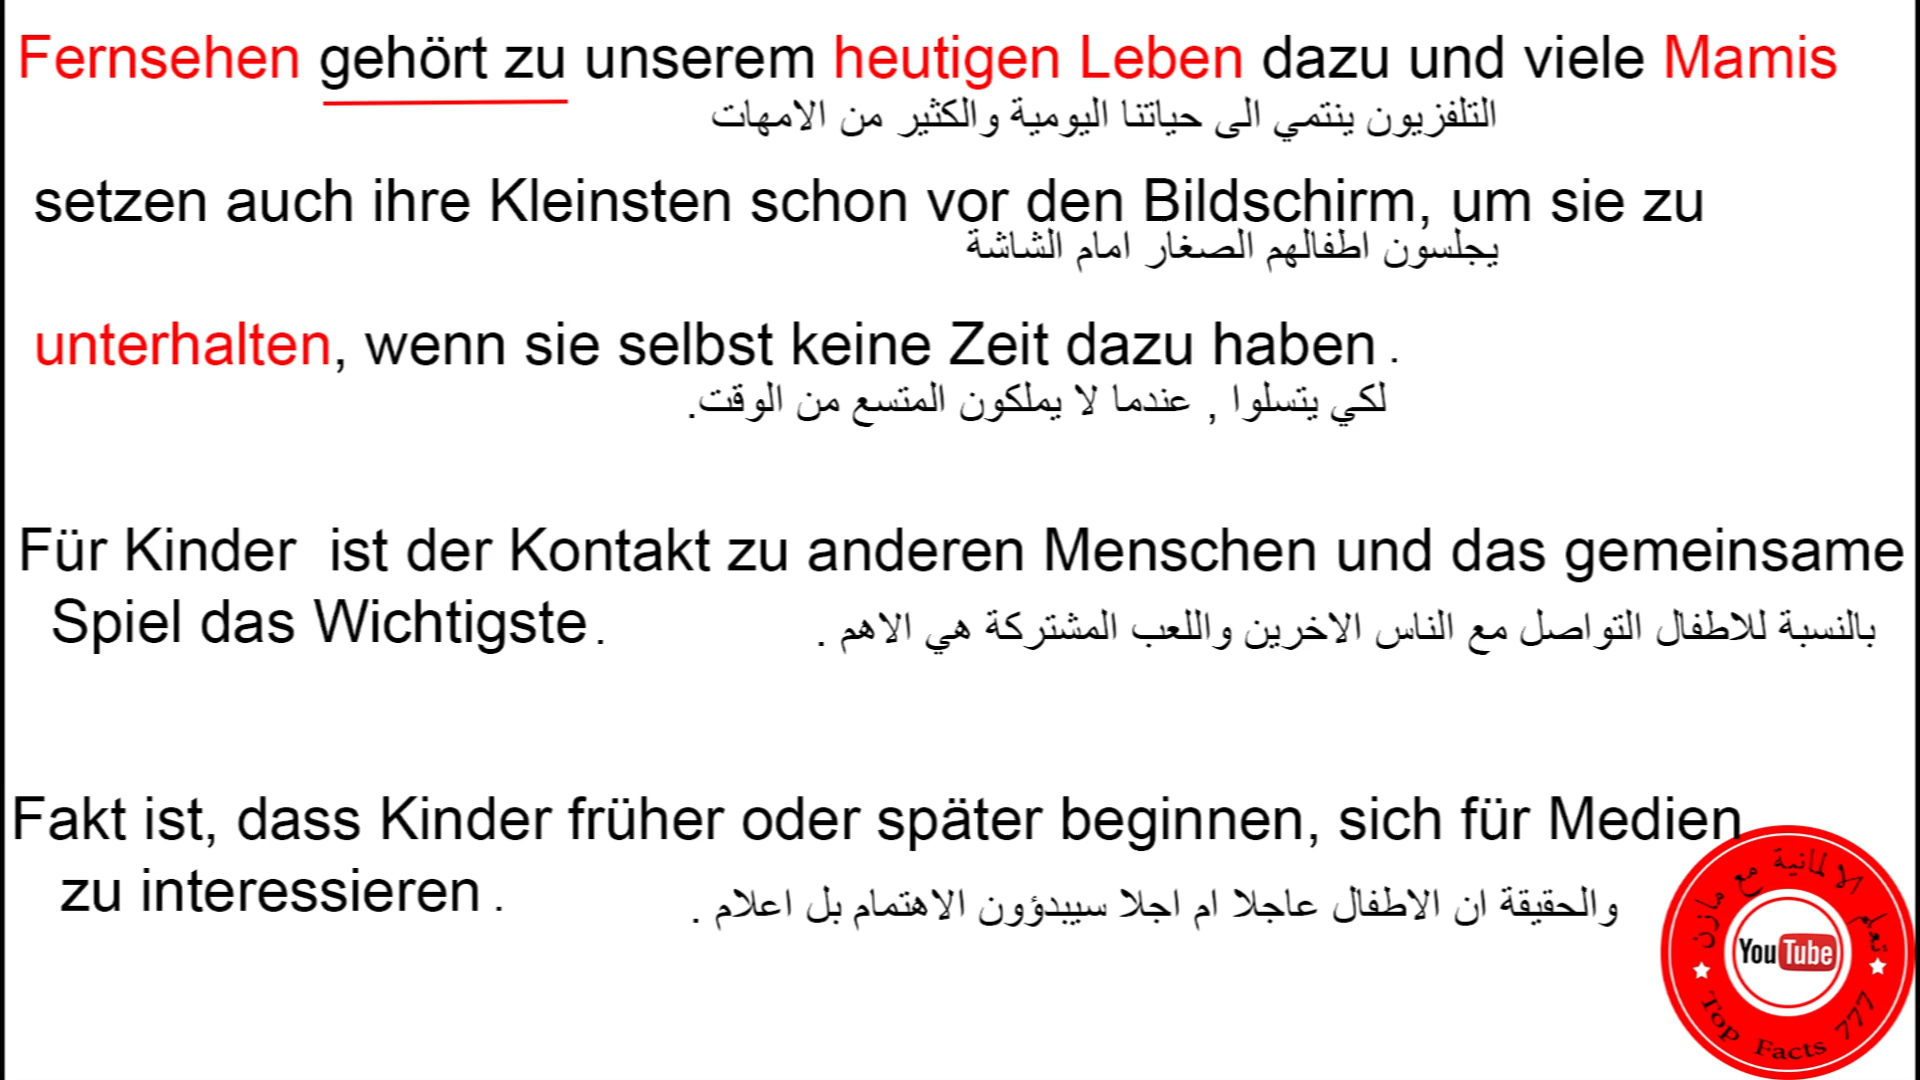 Fernsehen gehört zu unserem heutigen Leben dazu und viele Mamis
التلفزيون ينتمي الى حياتنا اليومية والكثير من الامهات
setzen auch ihre Kleinsten schon vor den Bildschirm, um sie zu
يجلسون اطفالهم الصغار امام الشاشة
unterhalten, wenn sie selbst keine Zeit dazu haben .
لكي يتسلوا , عندما لا يملكون المتسع من الوقت.
Für Kinder ist der Kontakt zu anderen Menschen und das gemeinsame
Spiel das Wichtigste .
بالنسبة للاطفال التواصل مع الناس الاخرين واللعب المشتركة هي الاهم .
Fakt ist, dass Kinder früher oder später beginnen, sich für Medien
zu interessieren .
والحقيقة ان الاطفال عاجلا ام اجلا سيبدؤون الاهتمام بل اعلام .
تعلم الالمانية مع مازن
YouTube
Top Facts 777